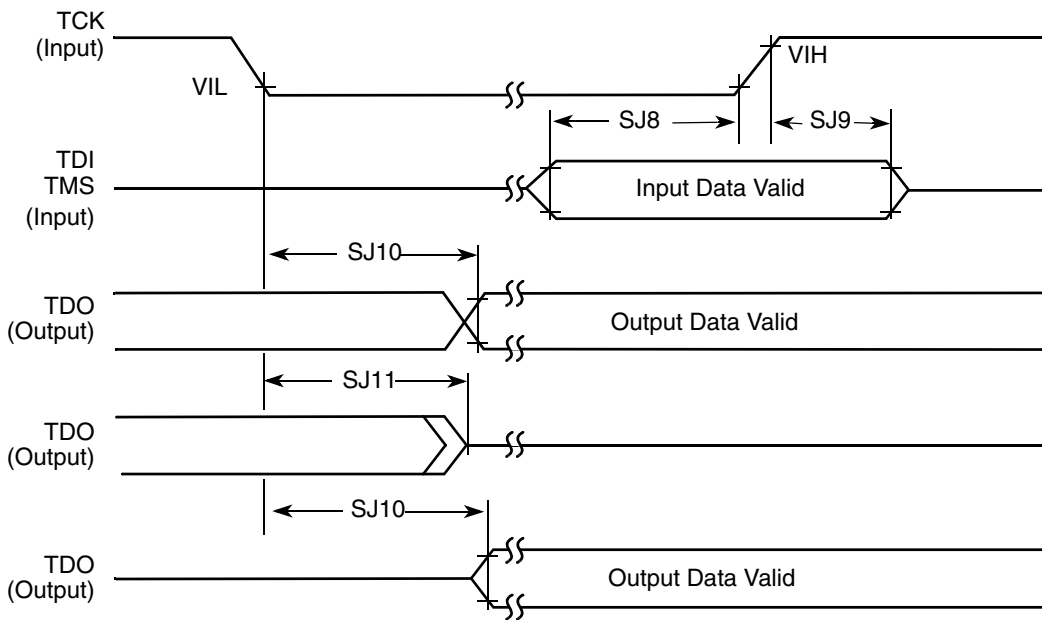 TCK
(Input)
VIL
VIH
SJ8
SJ9
TDI
TMS
(Input)
Input Data Valid
SJ10
TDO
(Output)
Output Data Valid
SJ11
TDO
(Output)
SJ10
TDO
(Output)
Output Data Valid